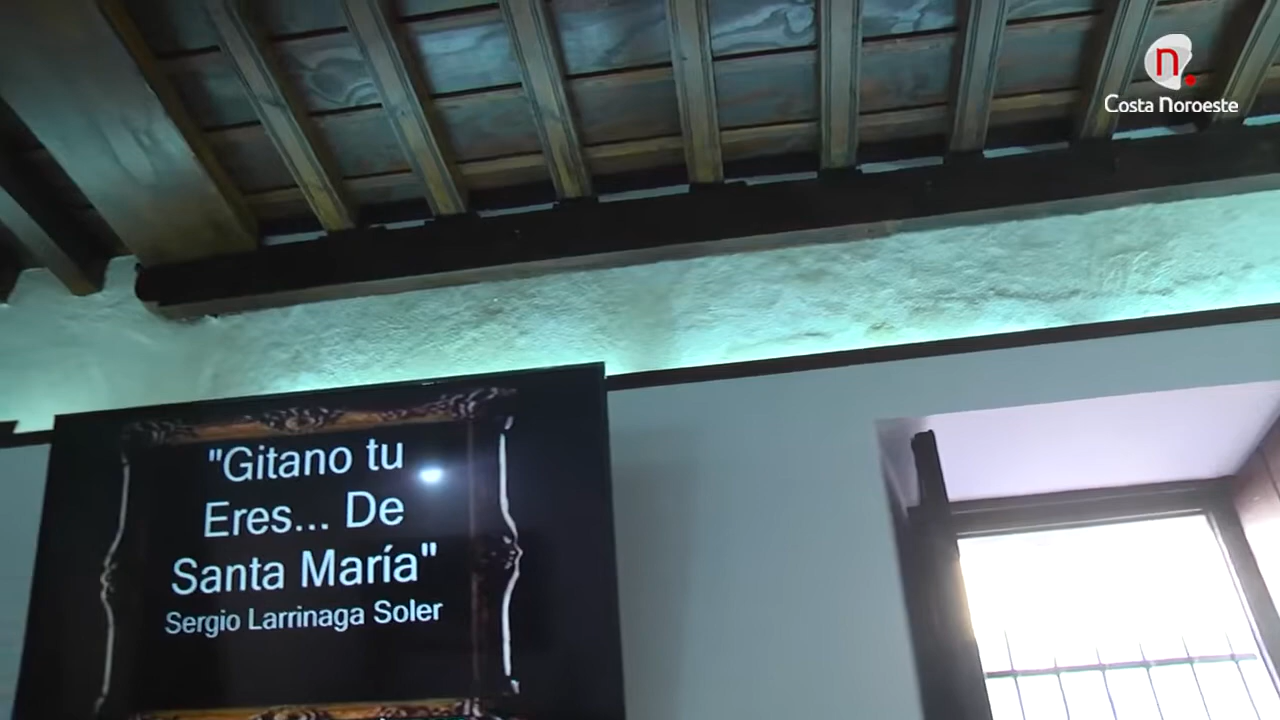 n.
Costa Noroeste
"Gitano tu
Eres... De
Santa María"
Sergio Larrinaga Soler